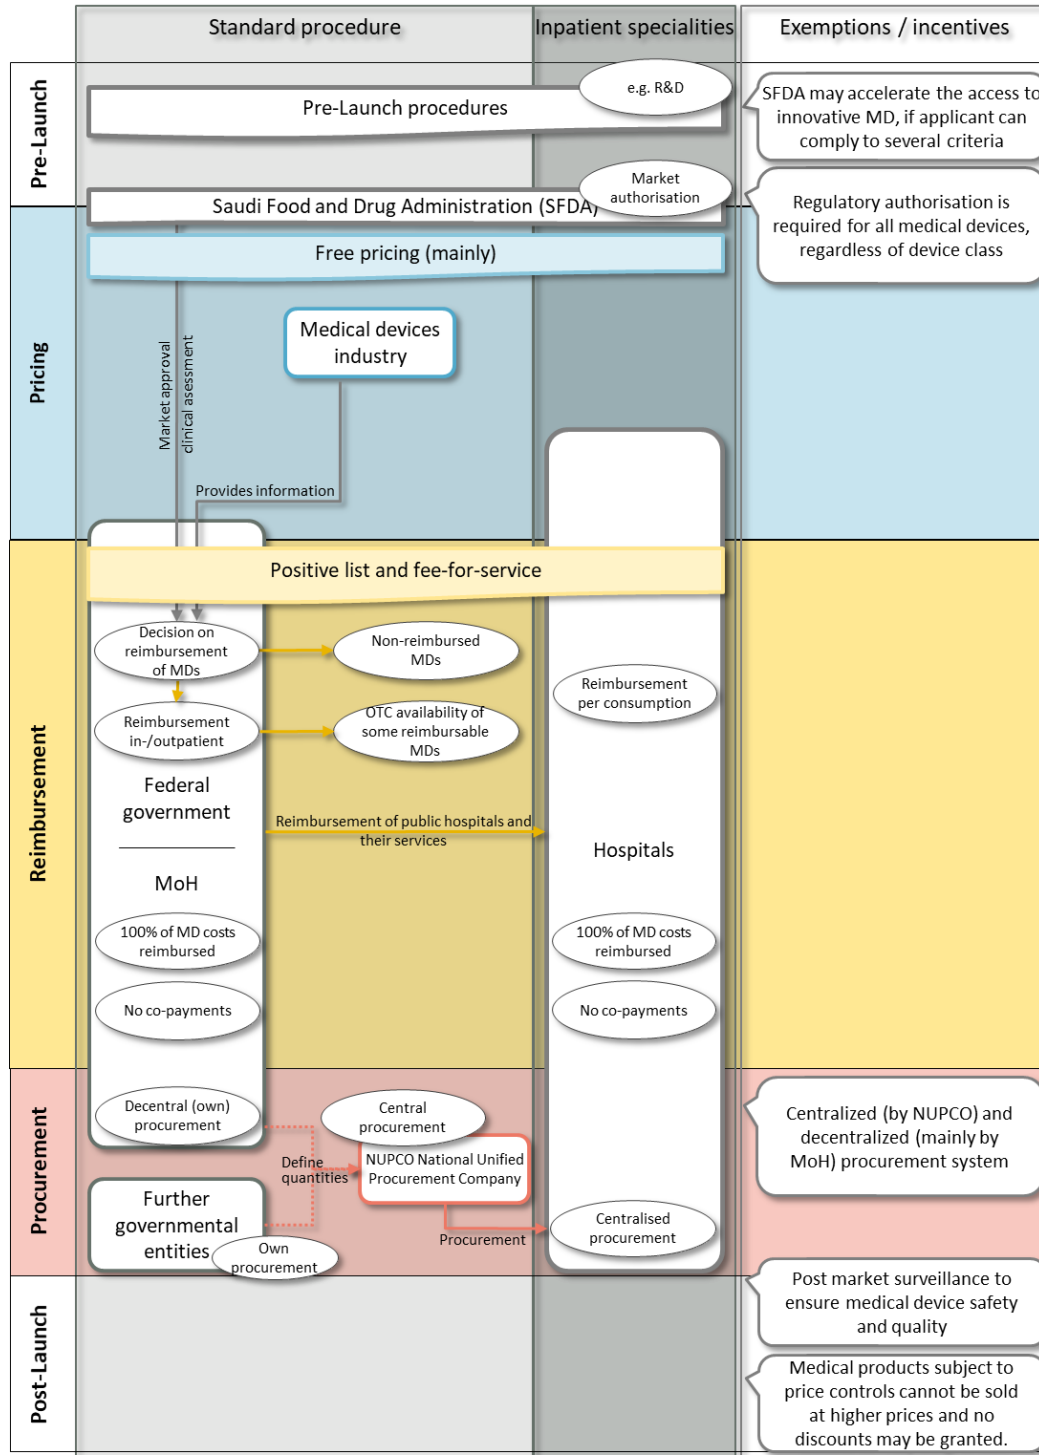 Standard procedure
Inpatient specialities
Exemptions / incentives
Pre-Launch
Pre-Launch procedures
e.g. R&D
SFDA may accelerate the access to
innovative MD, if applicant can
comply to several criteria
Market
authorisation
Saudi Food and Drug Administration (SFDA)
Regulatory authorisation is
required for all medical devices,
regardless of device class
Pricing
Free pricing (mainly)
Medical devices
industry
Market approval
clinical asessment
Provides information
Reimbursement
Positive list and fee-for-service
Decision on
reimbursement
of MDs
Non-reimbursed
MDs
Reimbursement
per consumption
Reimbursement
in-/outpatient
OTC availability of
some reimbursable
MDs
Federal
government
Reimbursement of public hospitals and
their services
Hospitals
MoH
100% of MD costs
reimbursed
100% of MD costs
reimbursed
No co-payments
No co-payments
Procurement
Decentral (own)
procurement
Central
procurement
Define
quantities
NUPCO National Unified
Procurement Company
Centralized (by NUPCO) and
decentralized (mainly by
MoH) procurement system
Further
governmental
entities
Own
procurement
Procurement
Centralised
procurement
Post-Launch
Post market surveillance to
ensure medical device safety
and quality
Medical products subject to
price controls cannot be sold
at higher prices and no
discounts may be granted.